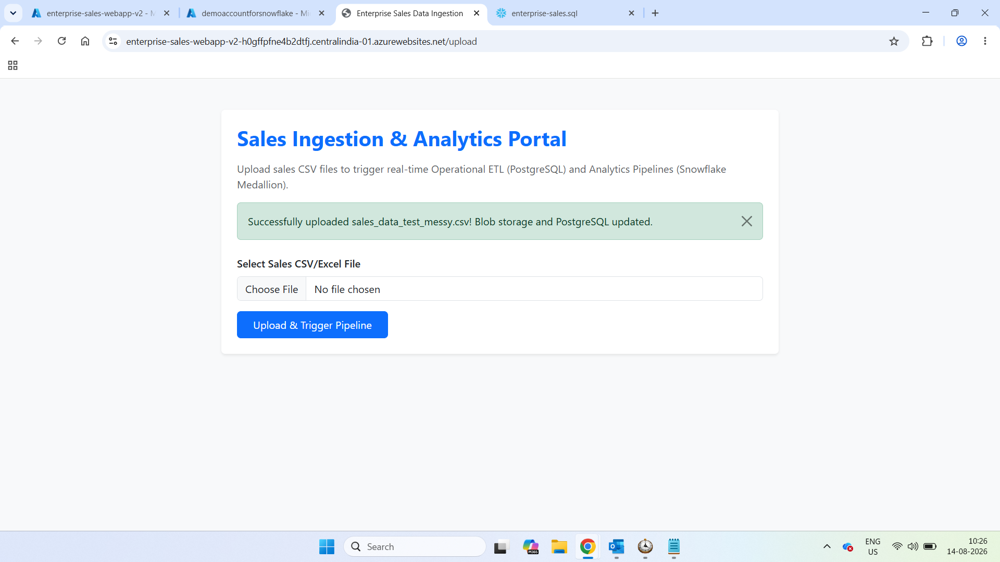 enterprise-sales-webapp-v2 - M
demoaccountforsnowflake - Mi
Enterprise Sales Data Ingestion
enterprise-sales.sql
enterprise-sales-webapp-v2-h0gffpfne4b2dtfj.centralindia-01.azurewebsites.net/upload
Sales Ingestion & Analytics Portal
Upload sales CSV files to trigger real-time Operational ETL (PostgreSQL) and Analytics Pipelines (Snowflake
Medallion).
Successfully uploaded sales_data_test_messy.csv! Blob storage and PostgreSQL updated.
Select Sales CSV/Excel File
Choose File No file chosen
Upload & Trigger Pipeline
Search
M365
ENG
US
10:26
14-08-2026